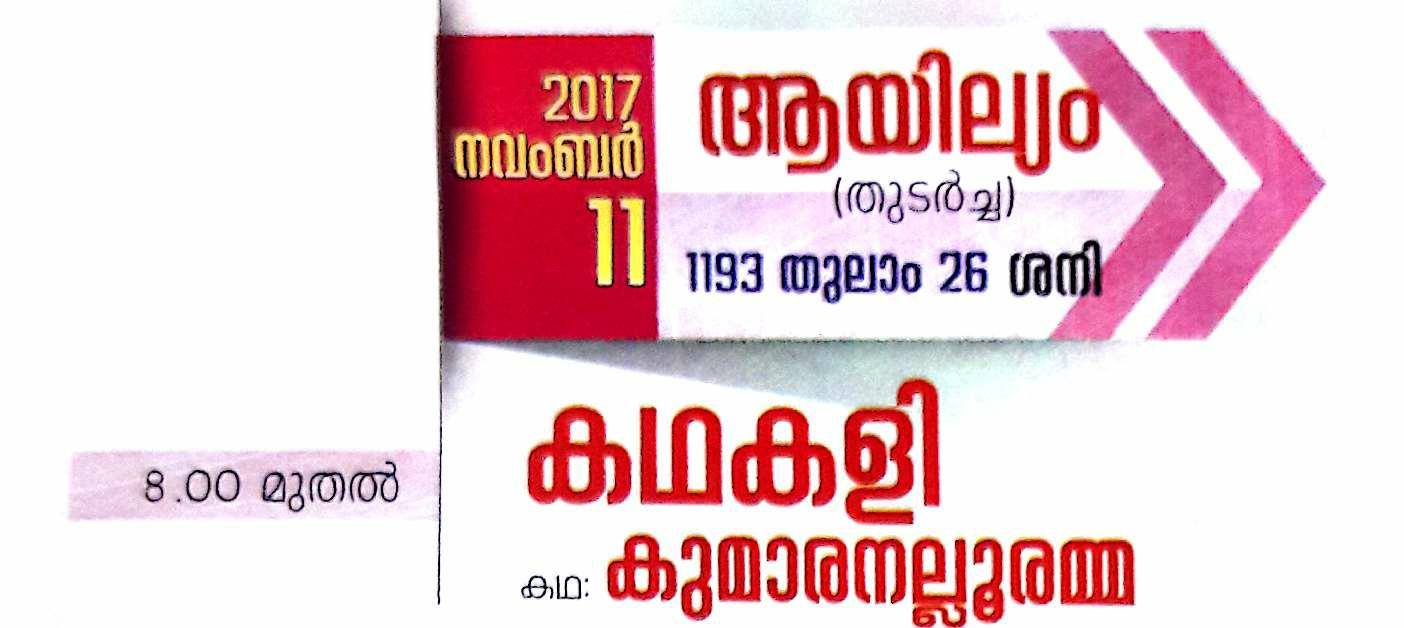 2017
നവംബർ
11
ആയില്യം
(തുടർച്ച)
1193 തുലാം 26 ശനി
8.00 മുതൽ
കഥകളി
കഥ: കുമാരനല്ലൂരമ്മ